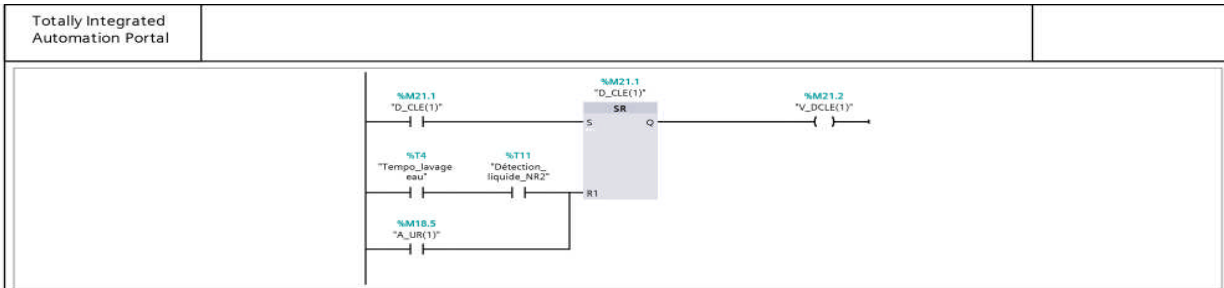 Totally Integrated
Automation Portal
%M21.1
"D_CLE(1)"
%M21.1
"D_CLE(1)"
SR
S
Q
%M21.2
"V_DCLE(1)"
%T4
"Tempo_lavage
eau"
%T11
"Détection_
liquide_NR2"
R1
%M18.5
"A_UR(1)"